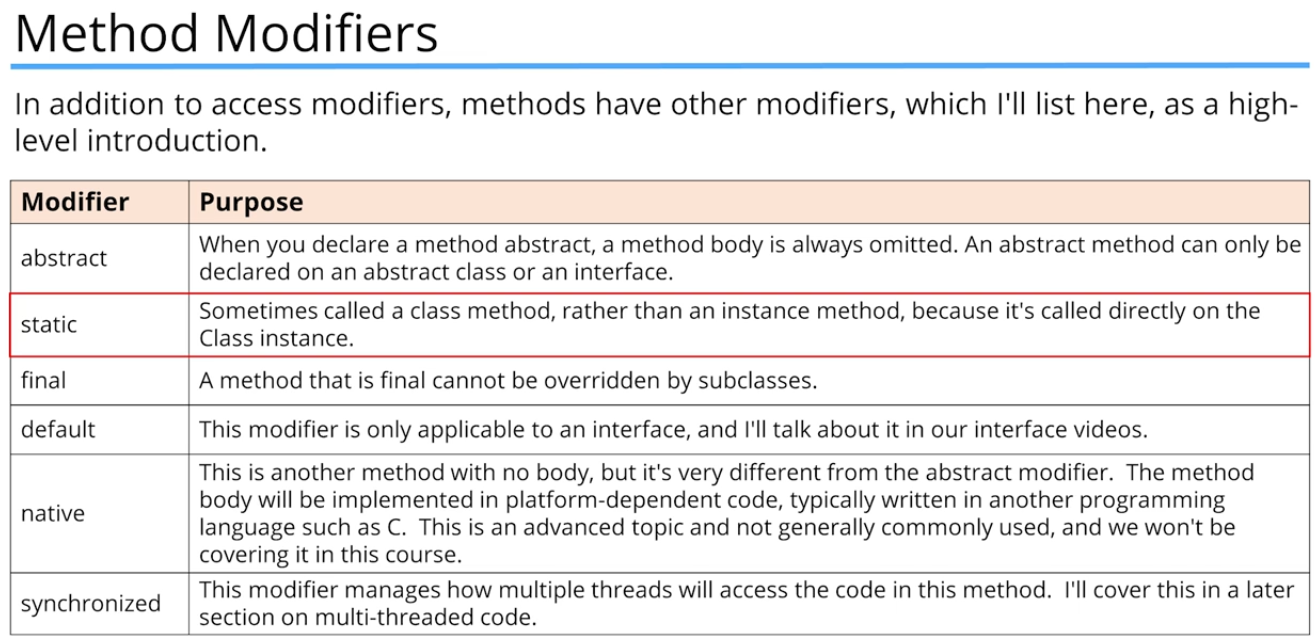 Method Modifiers
In addition to access modifiers, methods have other modifiers, which I'll list here, as a high-
level introduction.
Modifier Purpose
abstract
When you declare a method abstract, a method body is always omitted. An abstract method can only be
declared on an abstract class or an interface.
static
Sometimes called a class method, rather than an instance method, because it's called directly on the
Class instance.
final
A method that is final cannot be overridden by subclasses.
default
This modifier is only applicable to an interface, and I'll talk about it in our interface videos.
native
This is another method with no body, but it's very different from the abstract modifier.  The method
body will be implemented in platform-dependent code, typically written in another programming
language such as C.  This is an advanced topic and not generally commonly used, and we won't be
covering it in this course.
synchronized
This modifier manages how multiple threads will access the code in this method.  I'll cover this in a later
section on multi-threaded code.